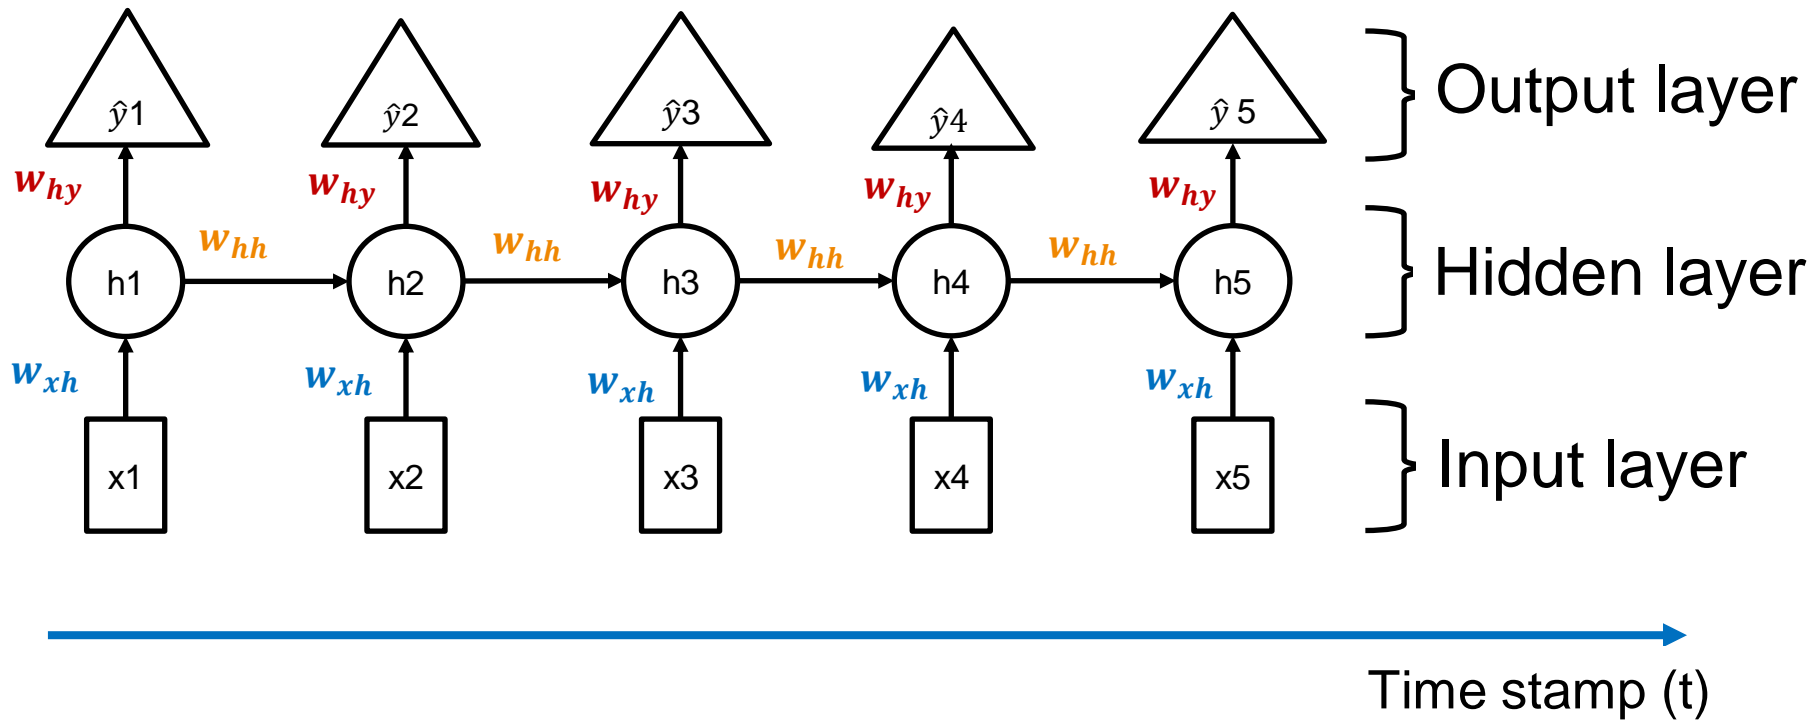 ŷ1 ŷ2 ŷ3 ŷ4 ŷ 5 Output layer
w_hy w_hy w_hy w_hy w_hy
w_hh w_hh w_hh w_hh
h1 h2 h3 h4 h5 Hidden layer
w_xh w_xh w_xh w_xh w_xh
x1 x2 x3 x4 x5 Input layer
Time stamp (t)